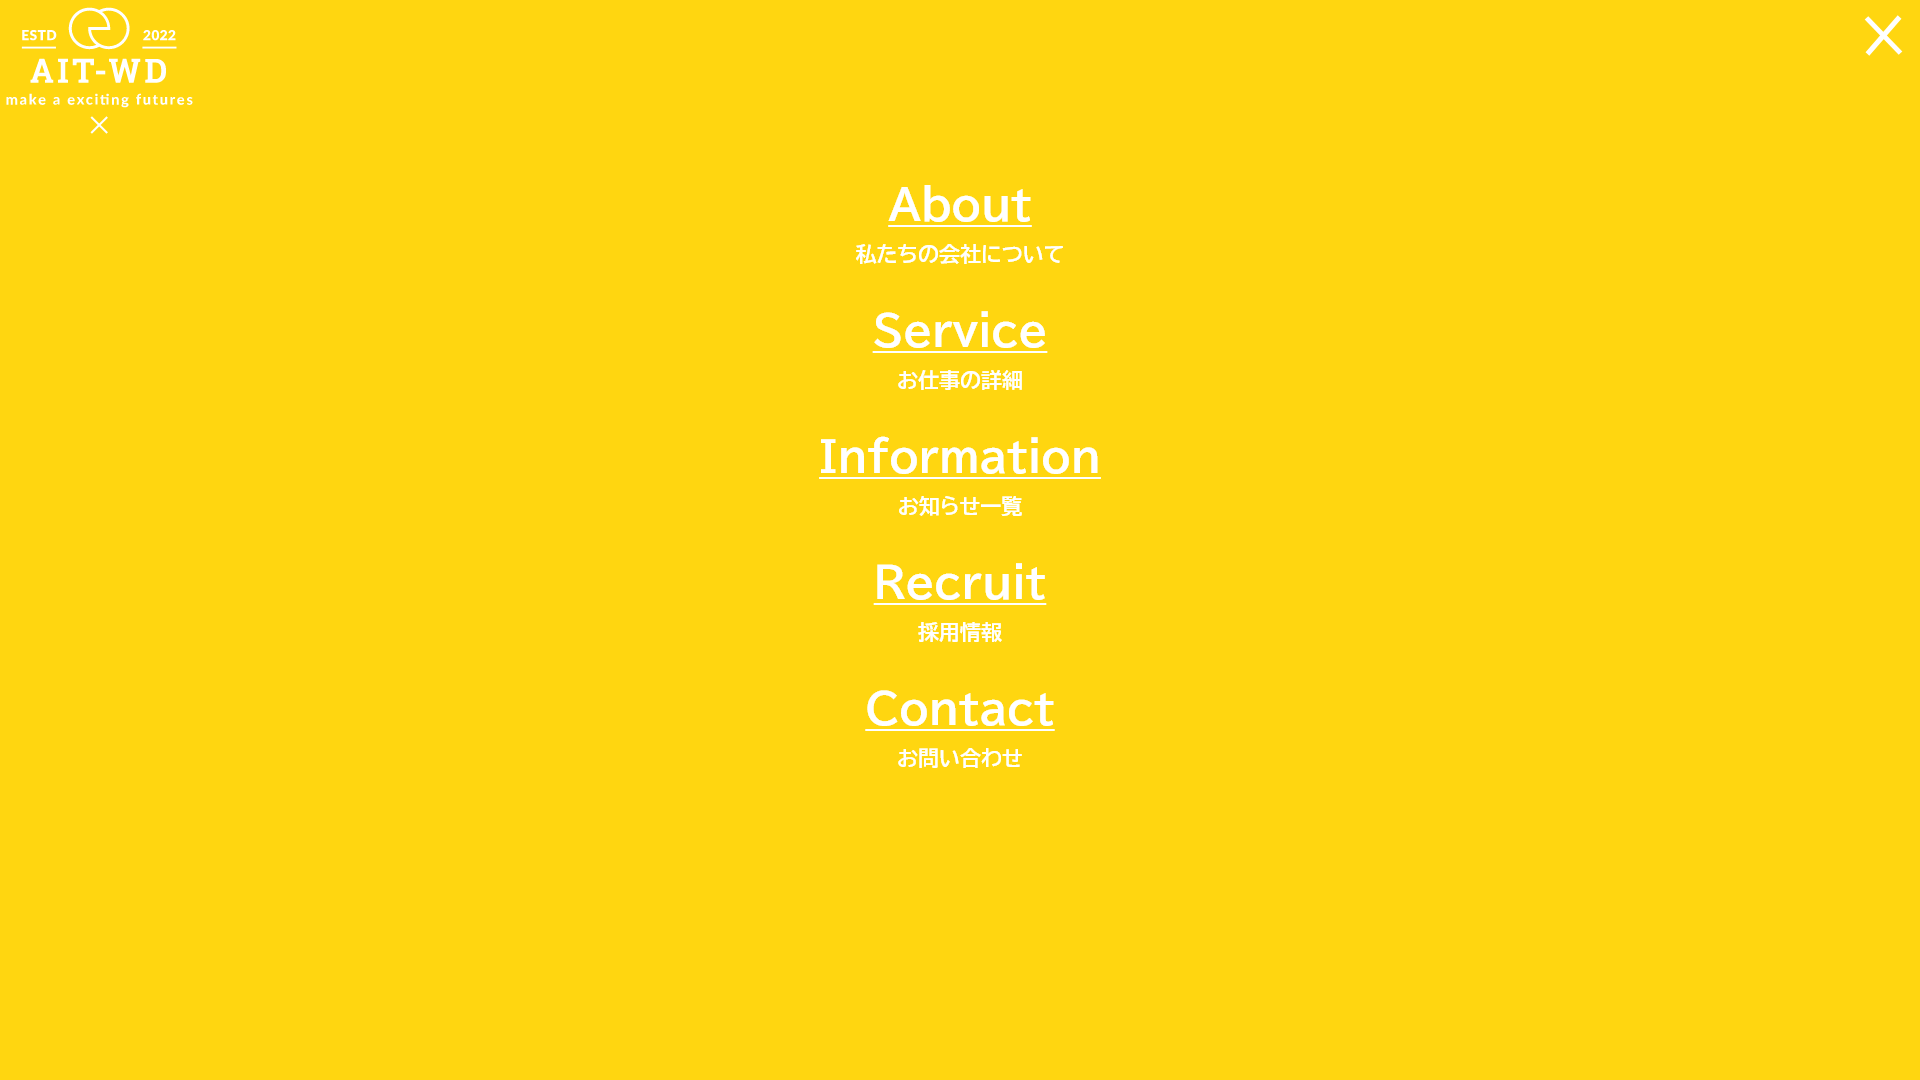 ESTD 2022
AIT-WD
make a exciting futures
About
私たちの会社について
Service
お仕事の詳細
Information
お知らせ一覧
Recruit
採用情報
Contact
お問い合わせ